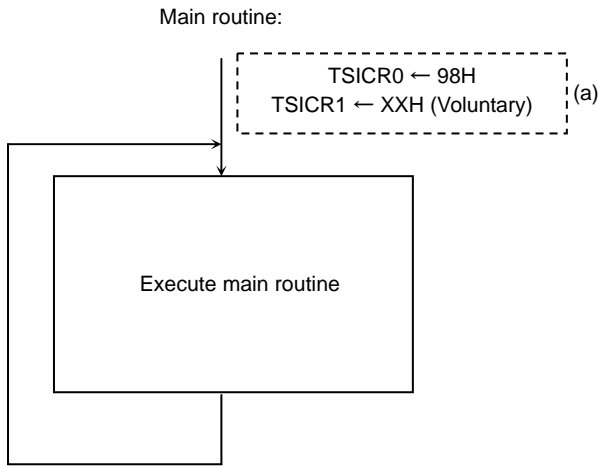 Main routine:
TSICR0 ← 98H
TSICR1 ← XXH (Voluntary)
(a)
Execute main routine